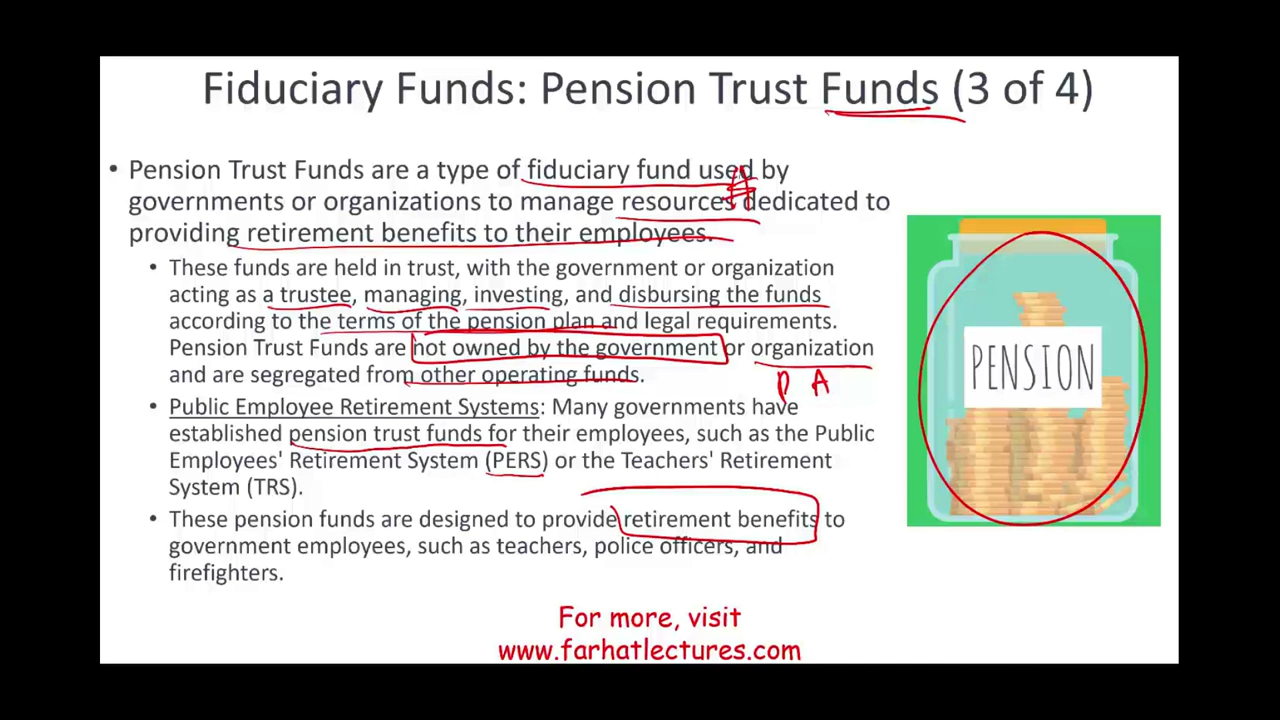 Fiduciary Funds: Pension Trust Funds (3 of 4)
• Pension Trust Funds are a type of fiduciary fund used by
governments or organizations to manage resources dedicated to
providing retirement benefits to their employees.
• These funds are held in trust, with the government or organization
acting as a trustee, managing, investing, and disbursing the funds
according to the terms of the pension plan and legal requirements.
Pension Trust Funds are not owned by the government or organization
and are segregated from other operating funds.
P A
• Public Employee Retirement Systems: Many governments have
established pension trust funds for their employees, such as the Public
Employees' Retirement System (PERS) or the Teachers' Retirement
System (TRS).
• These pension funds are designed to provide retirement benefits to
government employees, such as teachers, police officers, and
firefighters.
PENSION
For more, visit
www.farhatlectures.com